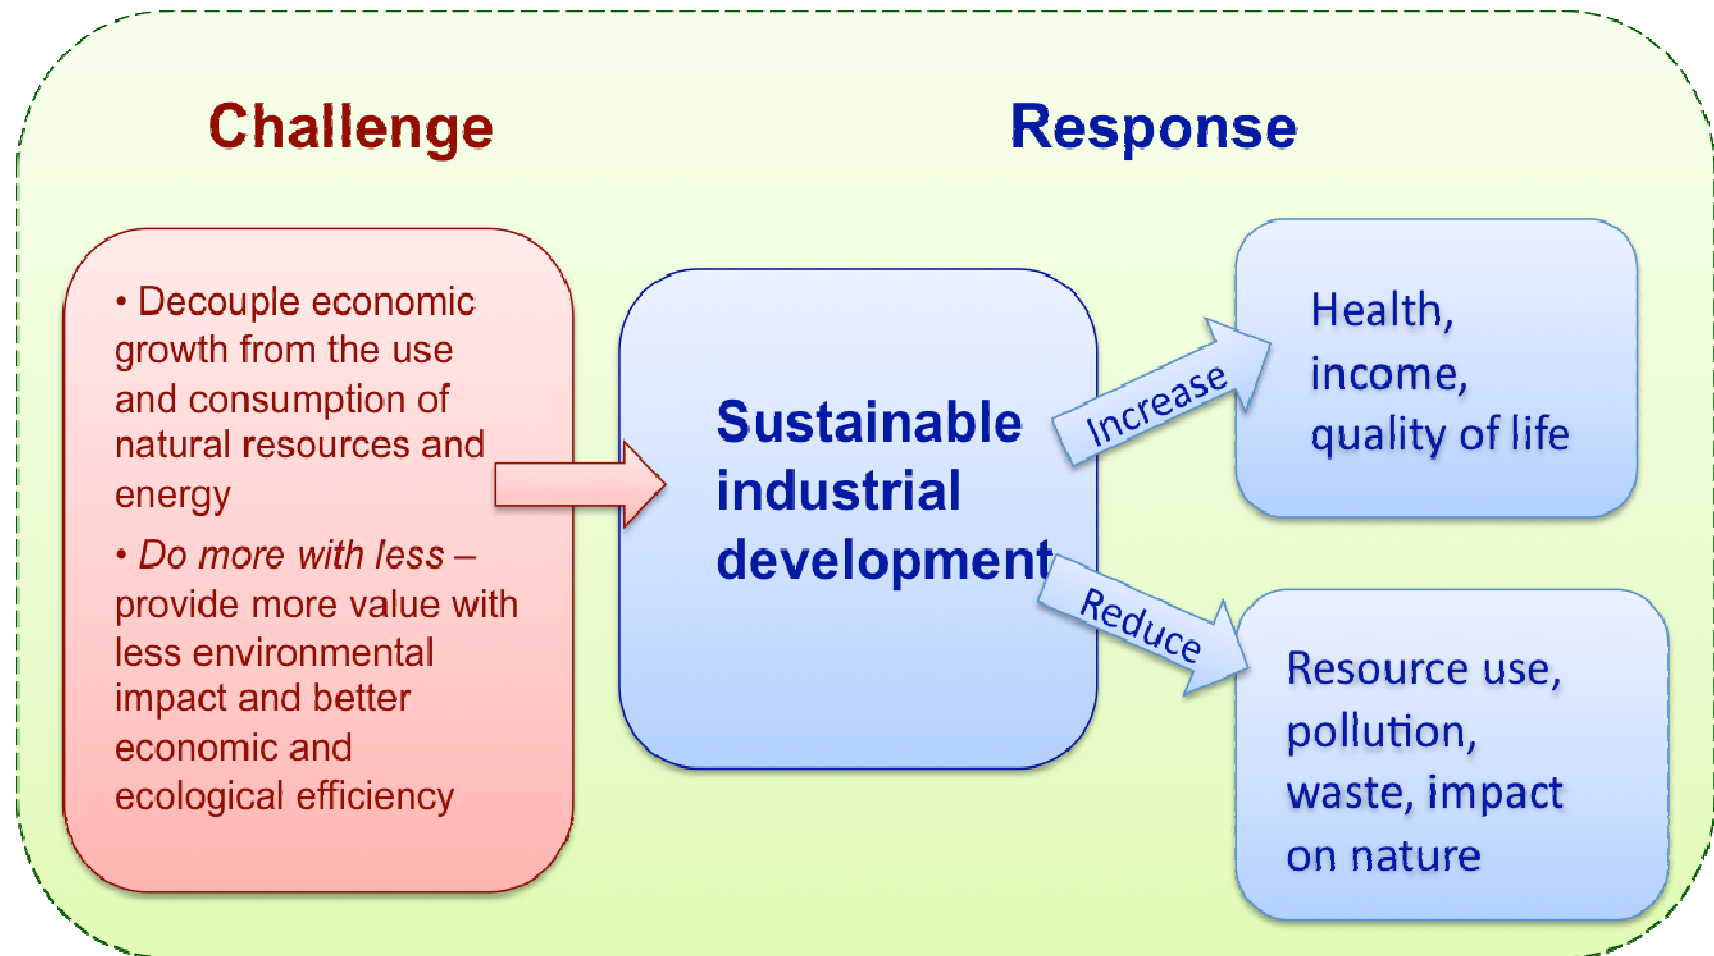 Challenge
Response
• Decouple economic
growth from the use
and consumption of
natural resources and
energy
• Do more with less –
provide more value with
less environmental
impact and better
economic and
ecological efficiency
Sustainable
industrial
development
Increase
Health,
income,
quality of life
Reduce
Resource use,
pollution,
waste, impact
on nature